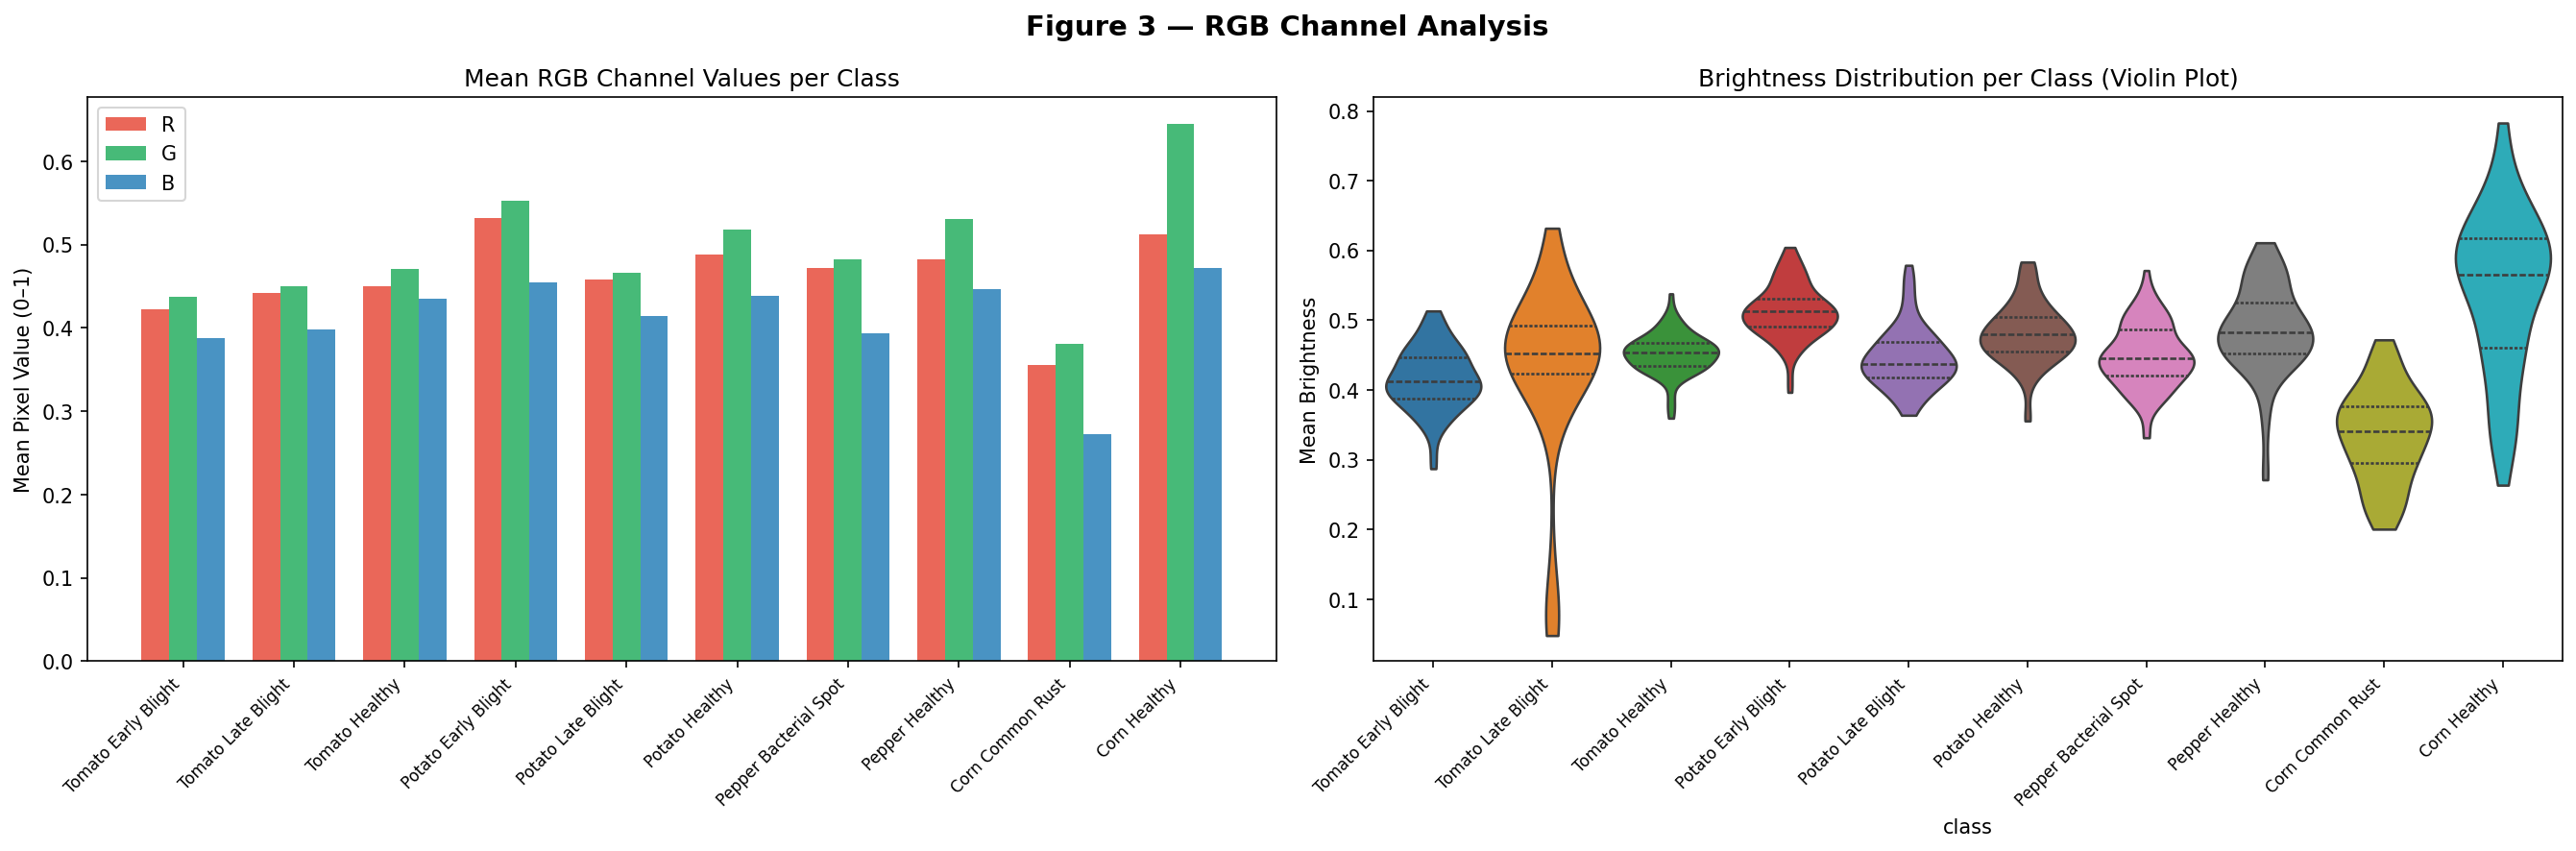 Figure 3 — RGB Channel Analysis
Mean RGB Channel Values per Class
R
G
B
Mean Pixel Value (0–1)
0.6
0.5
0.4
0.3
0.2
0.1
0.0
Tomato Early Blight
Tomato Late Blight
Tomato Healthy
Potato Early Blight
Potato Late Blight
Potato Healthy
Pepper Bacterial Spot
Pepper Healthy
Corn Common Rust
Corn Healthy
Brightness Distribution per Class (Violin Plot)
Mean Brightness
0.8
0.7
0.6
0.5
0.4
0.3
0.2
0.1
Tomato Early Blight
Tomato Late Blight
Tomato Healthy
Potato Early Blight
Potato Late Blight
Potato Healthy
Pepper Bacterial Spot
Pepper Healthy
Corn Common Rust
Corn Healthy
class